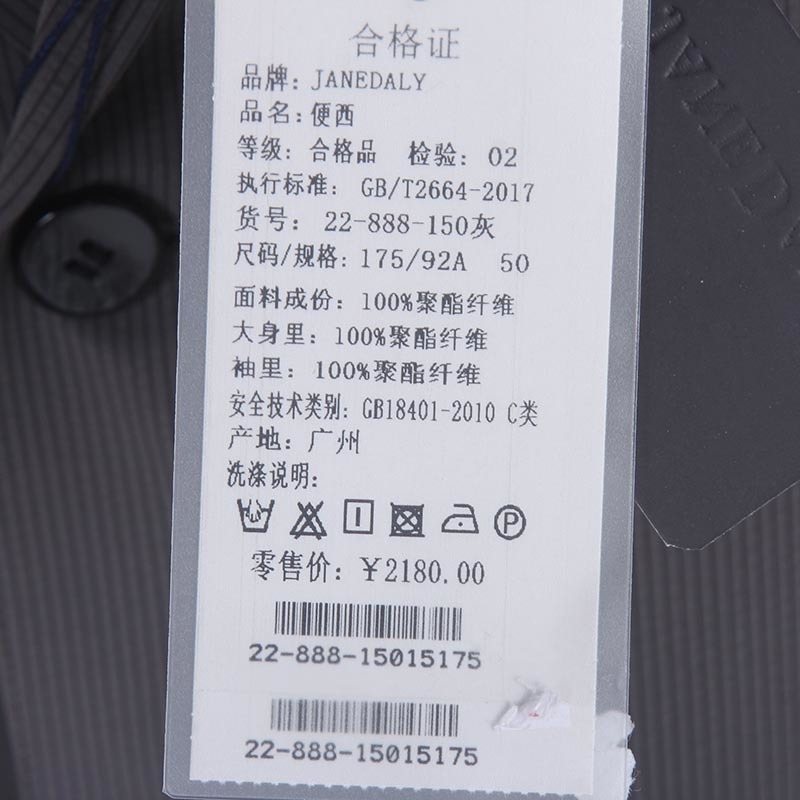 合格证
品牌: JANEDALY
品名: 便西
等级: 合格品 检验: 02
执行标准: GB/T2664-2017
货号: 22-888-150灰
尺码/规格: 175/92A 50
面料成份: 100%聚酯纤维
大身里: 100%聚酯纤维
袖里: 100%聚酯纤维
安全技术类别: GB18401-2010 C类
产地: 广州
洗涤说明:
P
零售价: ¥2180.00
22-888-15015175
22-888-15015175
JANEDA